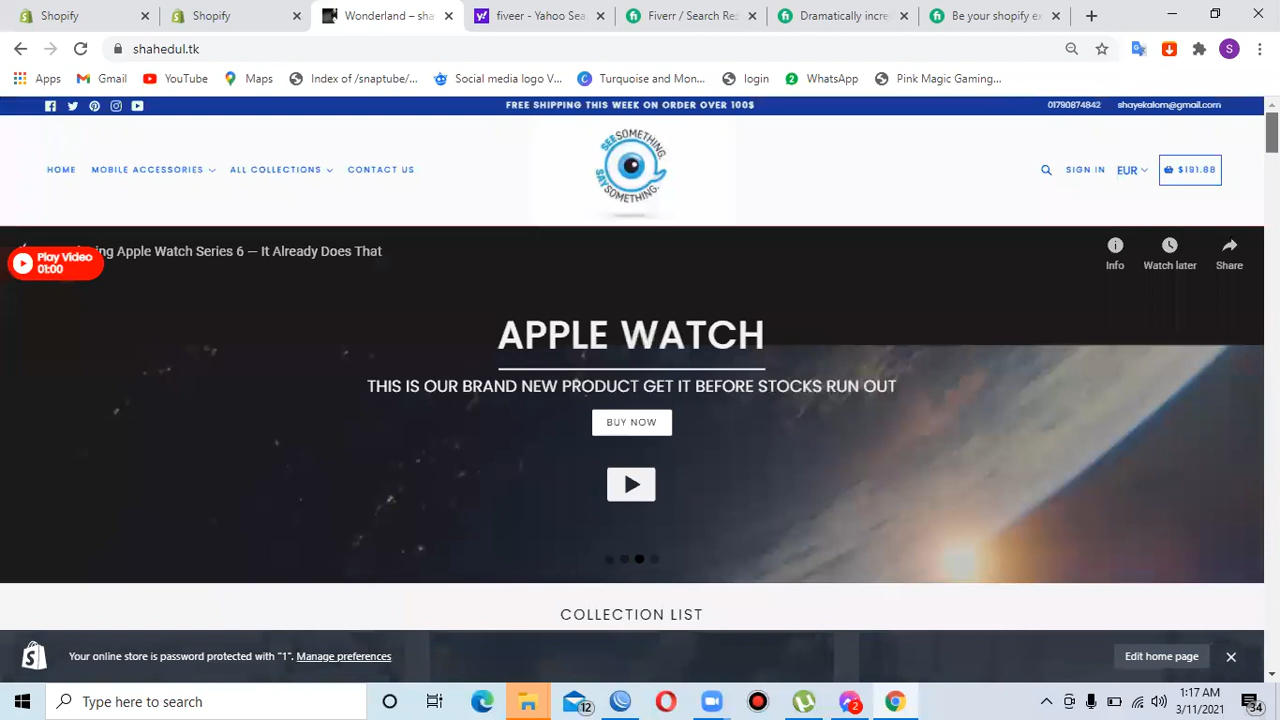 Shopify
Shopify
Wonderland – sha
fiveer - Yahoo Sea
Fiverr / Search Res
Dramatically incre
Be your shopify ex
shahedul.tk
S
Apps
Gmail
YouTube
Maps
Index of /snaptube/...
Social media logo V...
Turquoise and Mon...
login
WhatsApp
Pink Magic Gaming...
FREE SHIPPING THIS WEEK ON ORDER OVER 100$
01790874842
shayekalom@gmail.com
HOME
MOBILE ACCESSORIES
ALL COLLECTIONS
CONTACT US
SEE SOMETHING.
SAY SOMETHING.
SIGN IN
EUR
Play Video
01:00
ing Apple Watch Series 6 — It Already Does That
Info
Watch later
Share
APPLE WATCH
THIS IS OUR BRAND NEW PRODUCT GET IT BEFORE STOCKS RUN OUT
BUY NOW
COLLECTION LIST
Your online store is password protected with "1". Manage preferences
Edit home page
Type here to search
12
2
1:17 AM
3/11/2021
34